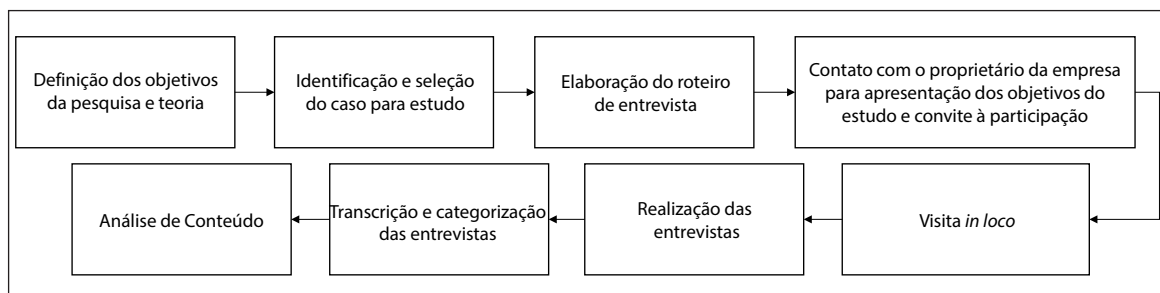 Definição dos objetivos
da pesquisa e teoria
Identificação e seleção
do caso para estudo
Elaboração do roteiro
de entrevista
Contato com o proprietário da empresa
para apresentação dos objetivos do
estudo e convite à participação
Visita in loco
Realização das
entrevistas
Transcrição e categorização
das entrevistas
Análise de Conteúdo